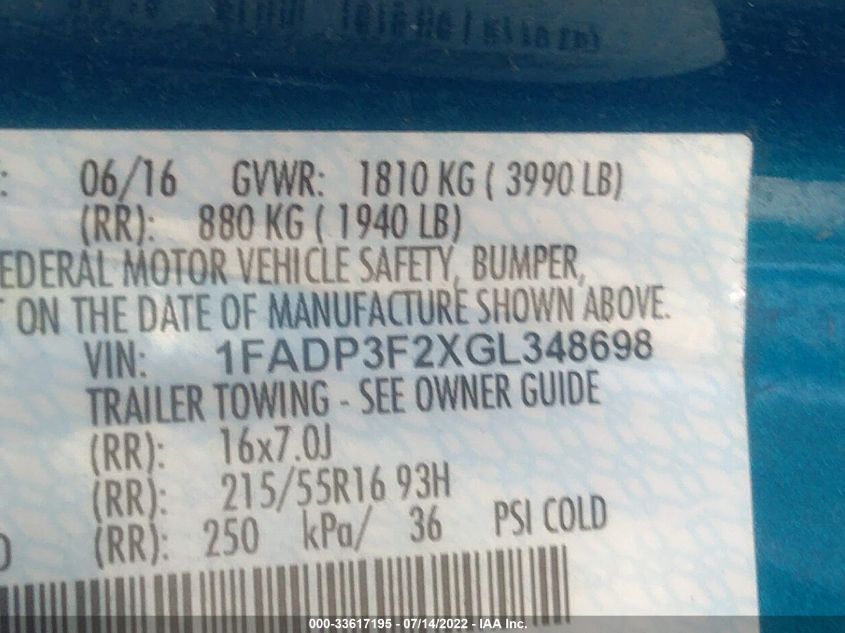 : 06/16 GVWR: 1810 KG ( 3990 LB)
(RR): 880 KG ( 1940 LB)
EDERAL MOTOR VEHICLE SAFETY, BUMPER,
T ON THE DATE OF MANUFACTURE SHOWN ABOVE.
VIN: 1FADP3F2XGL348698
TRAILER TOWING - SEE OWNER GUIDE
(RR): 16x7.0J
(RR): 215/55R16 93H
(RR): 250 kPa/ 36 PSI COLD
000-33617195 - 07/14/2022 - IAA Inc.